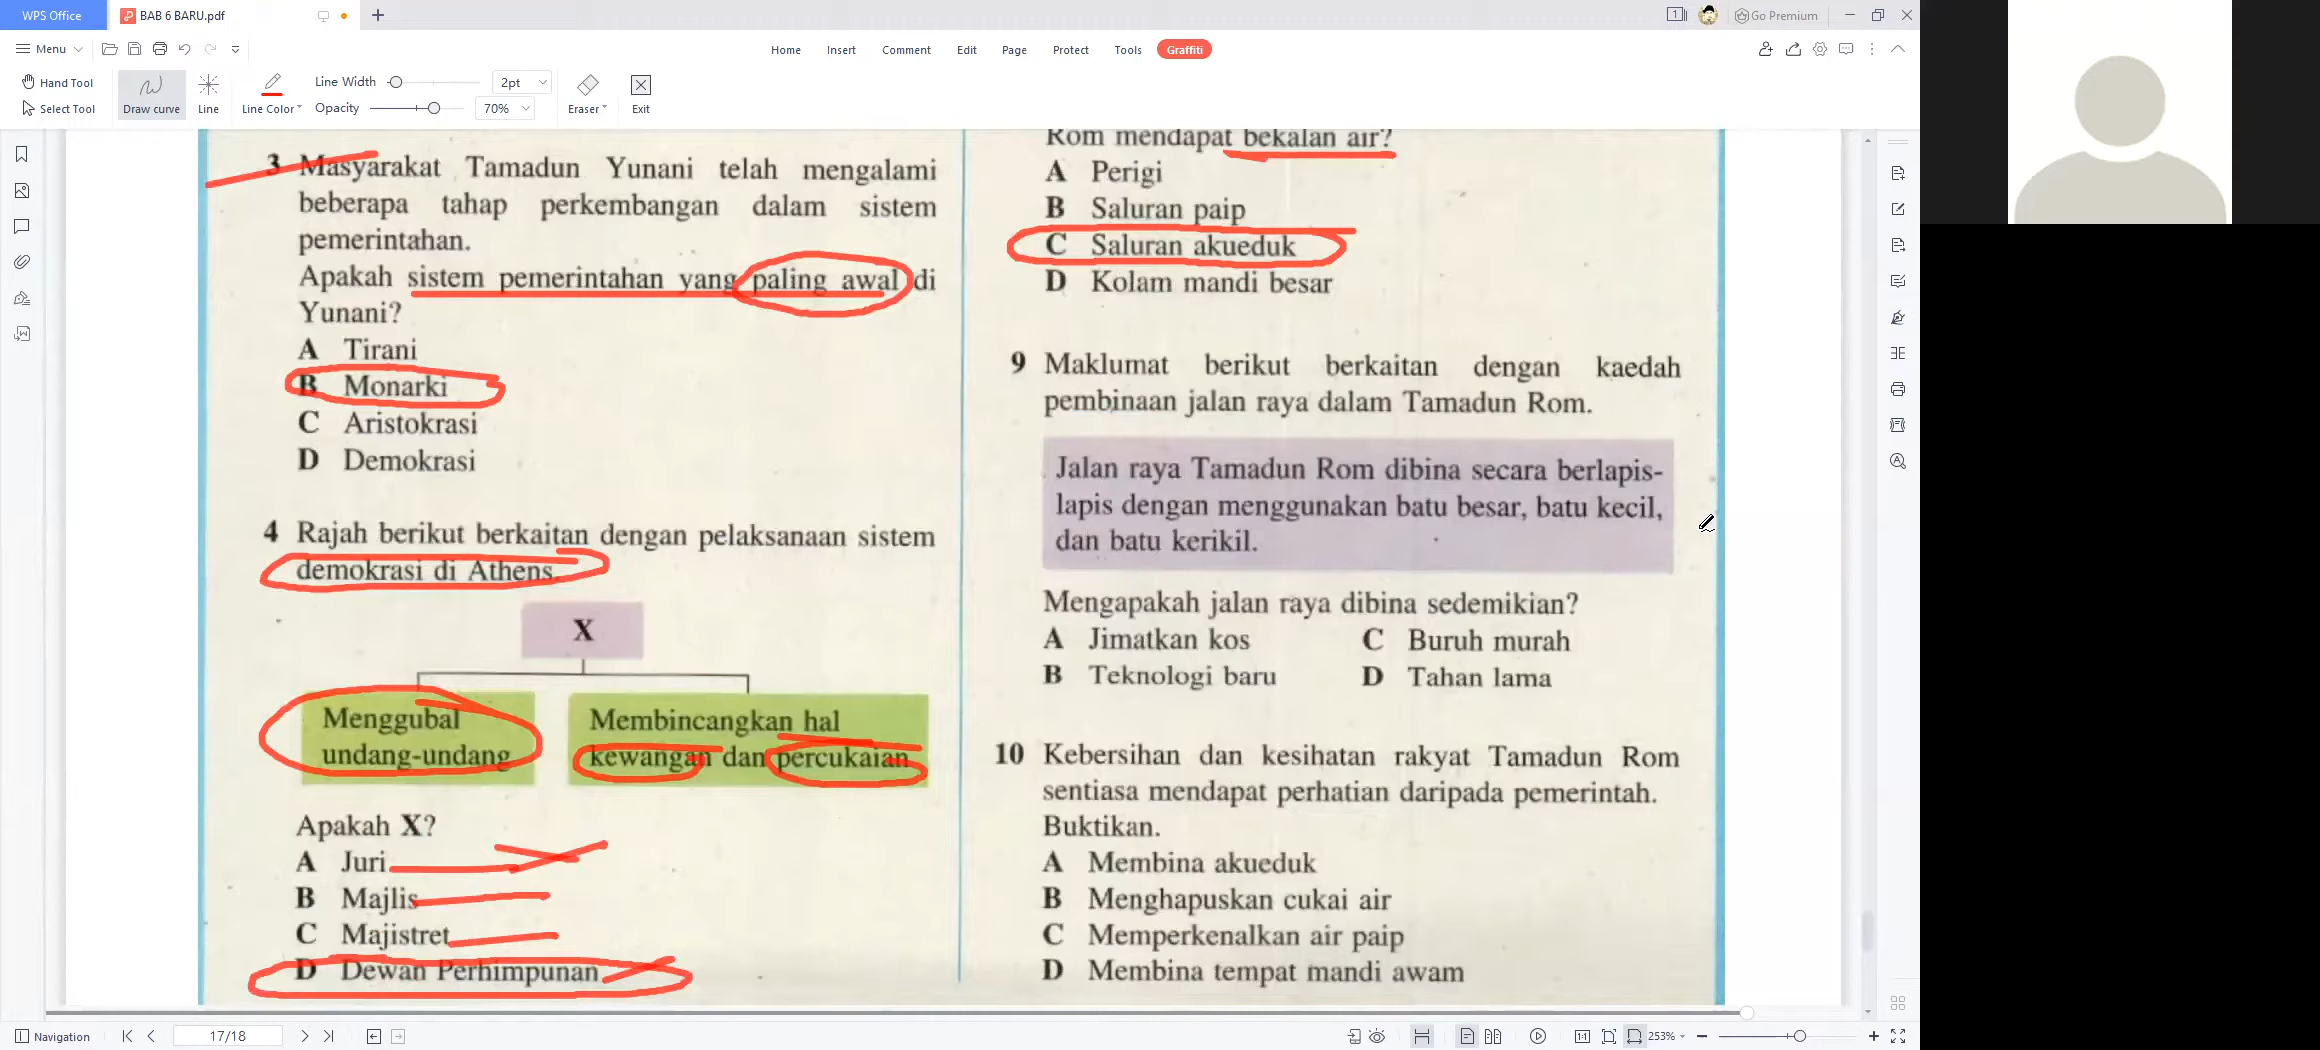 WPS Office
BAB 6 BARU.pdf
Go Premium
Menu
Home Insert Comment Edit Page Protect Tools Graffiti
Hand Tool
Select Tool
Draw curve
Line
Line Color
Line Width 2pt
Opacity 70%
Eraser
Exit
3 Masyarakat Tamadun Yunani telah mengalami
beberapa tahap perkembangan dalam sistem
pemerintahan.
Apakah sistem pemerintahan yang paling awal di
Yunani?
A Tirani
B Monarki
C Aristokrasi
D Demokrasi
4 Rajah berikut berkaitan dengan pelaksanaan sistem
demokrasi di Athens.
X
Menggubal
undang-undang
Membincangkan hal
kewangan dan percukaian
Apakah X?
A Juri
B Majlis
C Majistret
D Dewan Perhimpunan
Rom mendapat bekalan air?
A Perigi
B Saluran paip
C Saluran akueduk
D Kolam mandi besar
9 Maklumat berikut berkaitan dengan kaedah
pembinaan jalan raya dalam Tamadun Rom.
Jalan raya Tamadun Rom dibina secara berlapis-
lapis dengan menggunakan batu besar, batu kecil,
dan batu kerikil.
Mengapakah jalan raya dibina sedemikian?
A Jimatkan kos C Buruh murah
B Teknologi baru D Tahan lama
10 Kebersihan dan kesihatan rakyat Tamadun Rom
sentiasa mendapat perhatian daripada pemerintah.
Buktikan.
A Membina akueduk
B Menghapuskan cukai air
C Memperkenalkan air paip
D Membina tempat mandi awam
Navigation
17/18
253%